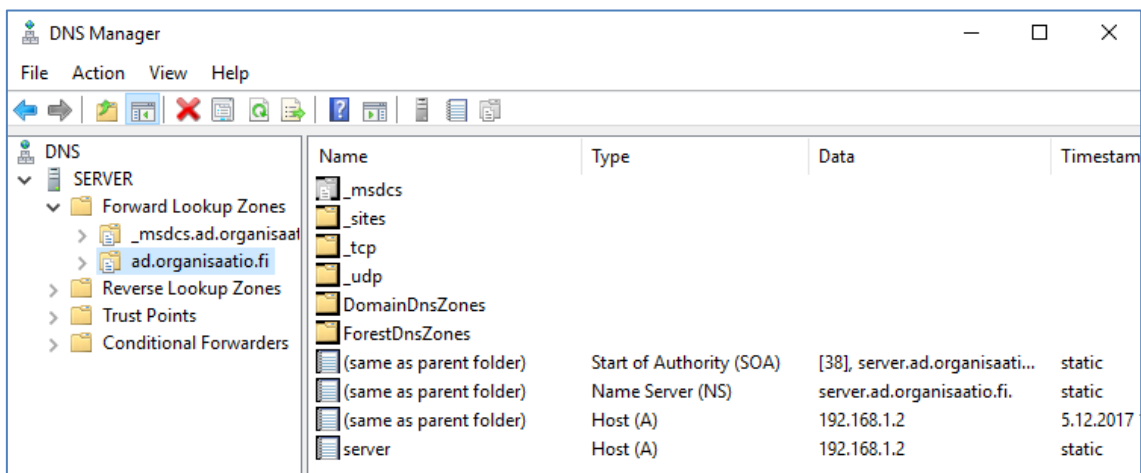 DNS Manager
File Action View Help
DNS
SERVER
Forward Lookup Zones
_msdcs.ad.organisaat
ad.organisaatio.fi
Reverse Lookup Zones
Trust Points
Conditional Forwarders
Name Type Data Timestam
_msdcs
_sites
_tcp
_udp
DomainDnsZones
ForestDnsZones
(same as parent folder) Start of Authority (SOA) [38], server.ad.organisaati... static
(same as parent folder) Name Server (NS) server.ad.organisaatio.fi. static
(same as parent folder) Host (A) 192.168.1.2 5.12.2017
server Host (A) 192.168.1.2 static